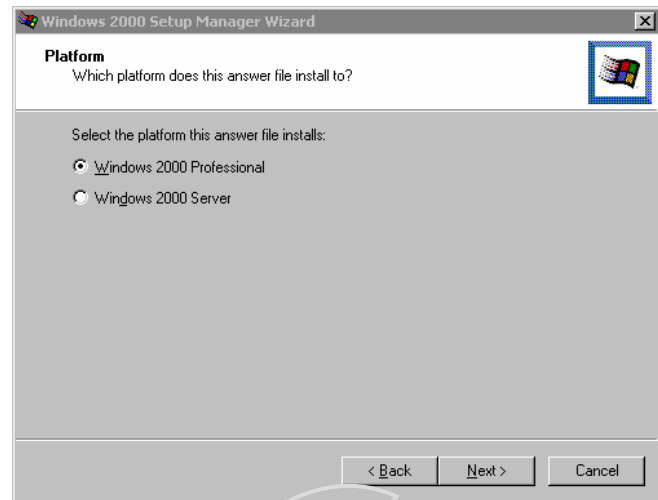 Windows 2000 Setup Manager Wizard
Platform
Which platform does this answer file install to?
Select the platform this answer file installs:
Windows 2000 Professional
Windows 2000 Server
< Back Next > Cancel